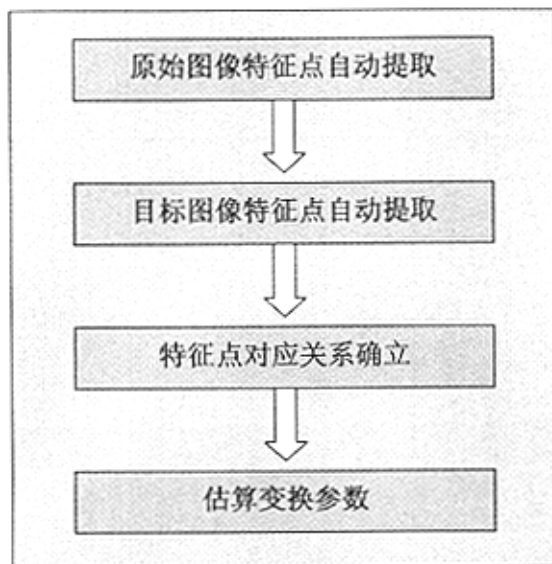 原始图像特征点自动提取
目标图像特征点自动提取
特征点对应关系确立
估算变换参数